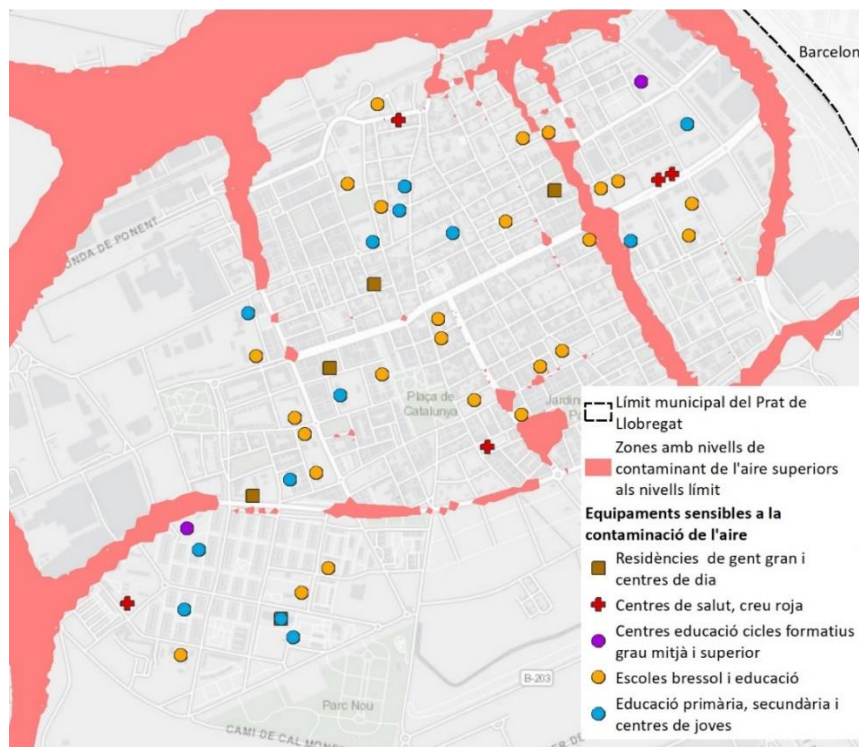 Barcelon
RONDA DE PONENT
Plaça de
Catalunya
Jardin
Límit municipal del Prat de
Llobregat
Zones amb nivells de
contaminant de l'aire superiors
als nivells límit
Equipaments sensibles a la
contaminació de l'aire
Residències de gent gran i
centres de dia
Centres de salut, creu roja
Centres educació cicles formatius
grau mitjà i superior
Escoles bressol i educació
Educació primària, secundària i
centres de joves
B-203
Parc Nou
CAMI DE CAL MON